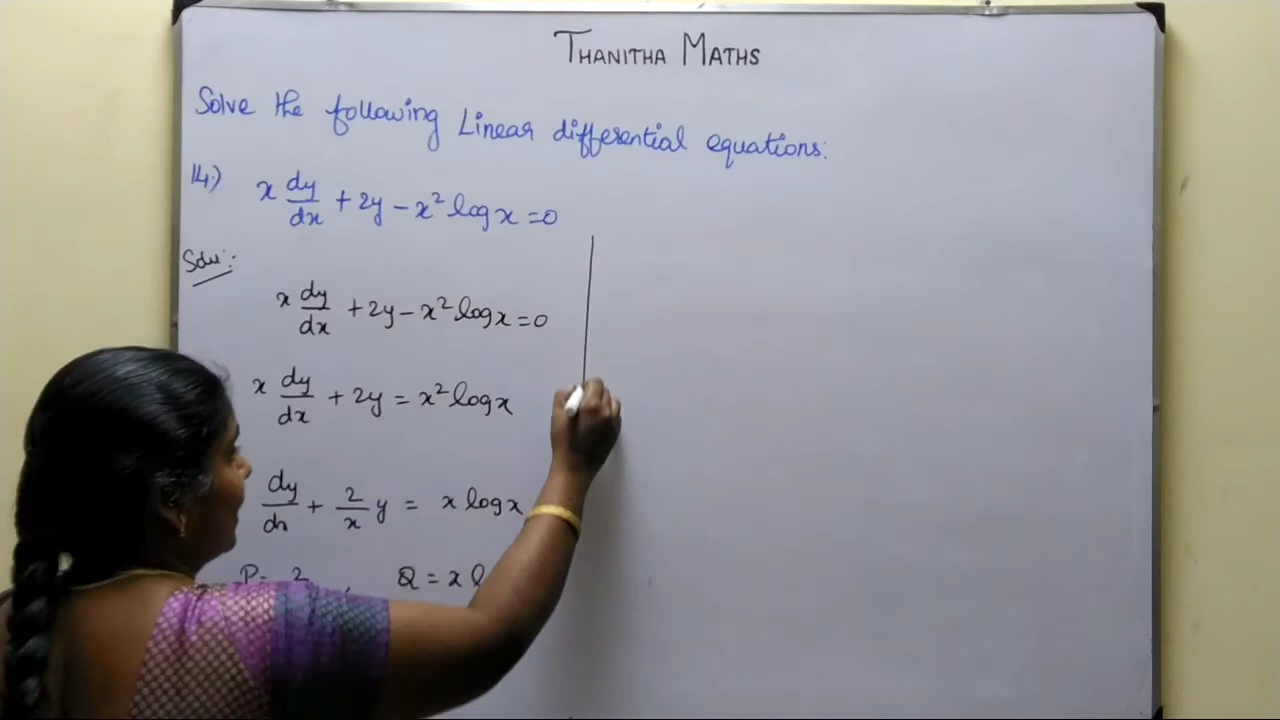 THANITHA MATHS
Solve the following Linear differential equations:
14.) x dy/dx + 2y - x² log x = 0
Solu:-
x dy/dx + 2y - x² log x = 0
x dy/dx + 2y = x² log x
dy/dx + 2/x y = x log x
P = 2 , Q = x l